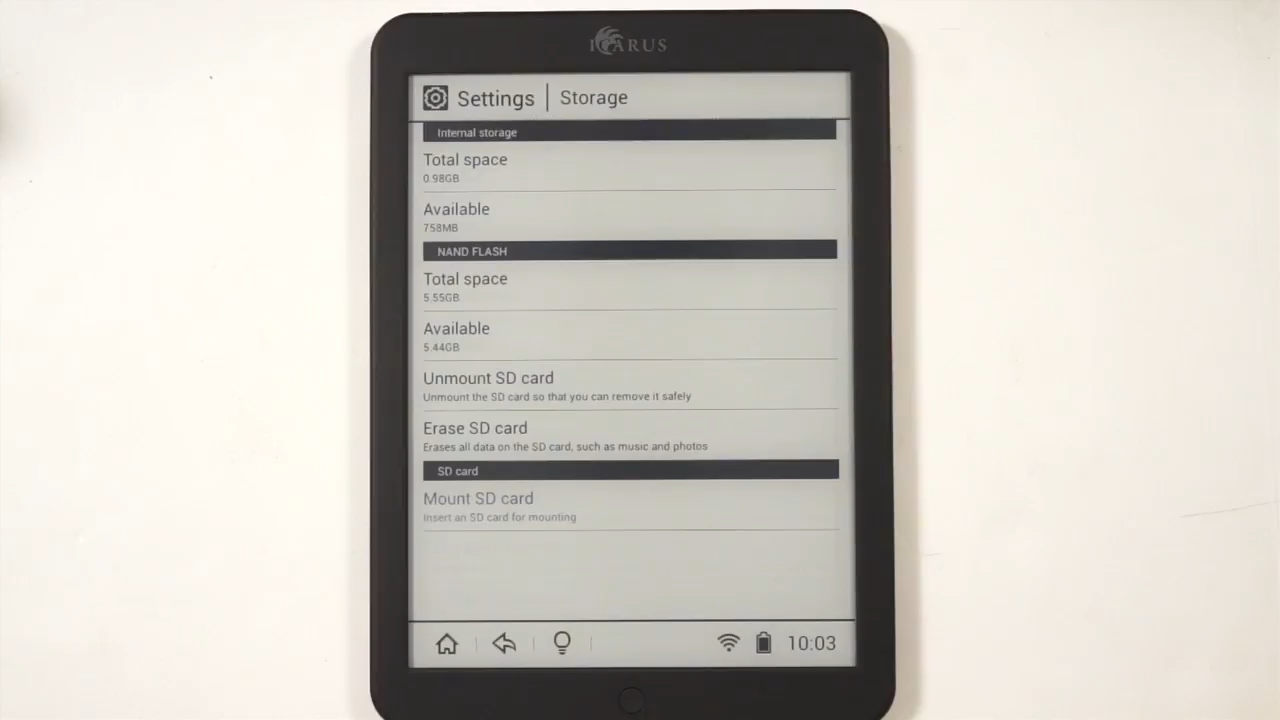 ICARUS
Settings | Storage
Internal storage
Total space
0.98GB
Available
758MB
NAND FLASH
Total space
5.55GB
Available
5.44GB
Unmount SD card
Unmount the SD card so that you can remove it safely
Erase SD card
Erases all data on the SD card, such as music and photos
SD card
Mount SD card
Insert an SD card for mounting
10:03